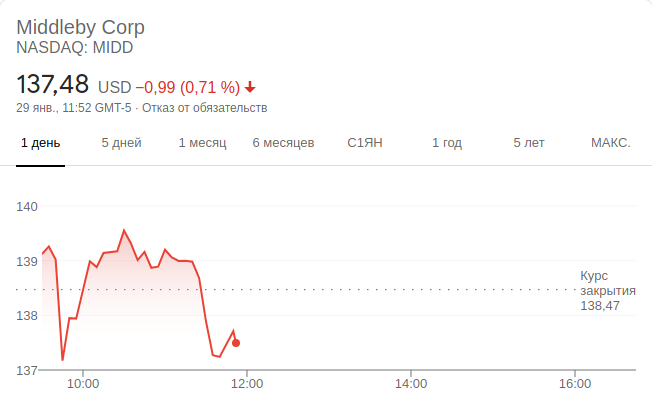 Middleby Corp
NASDAQ: MIDD
137,48 USD −0,99 (0,71 %)
29 янв., 11:52 GMT-5 · Отказ от обязательств
1 день 5 дней 1 месяц 6 месяцев С1ЯН 1 год 5 лет МАКС.
140
139
Курс
закрытия
138,47
138
137
10:00 12:00 14:00 16:00